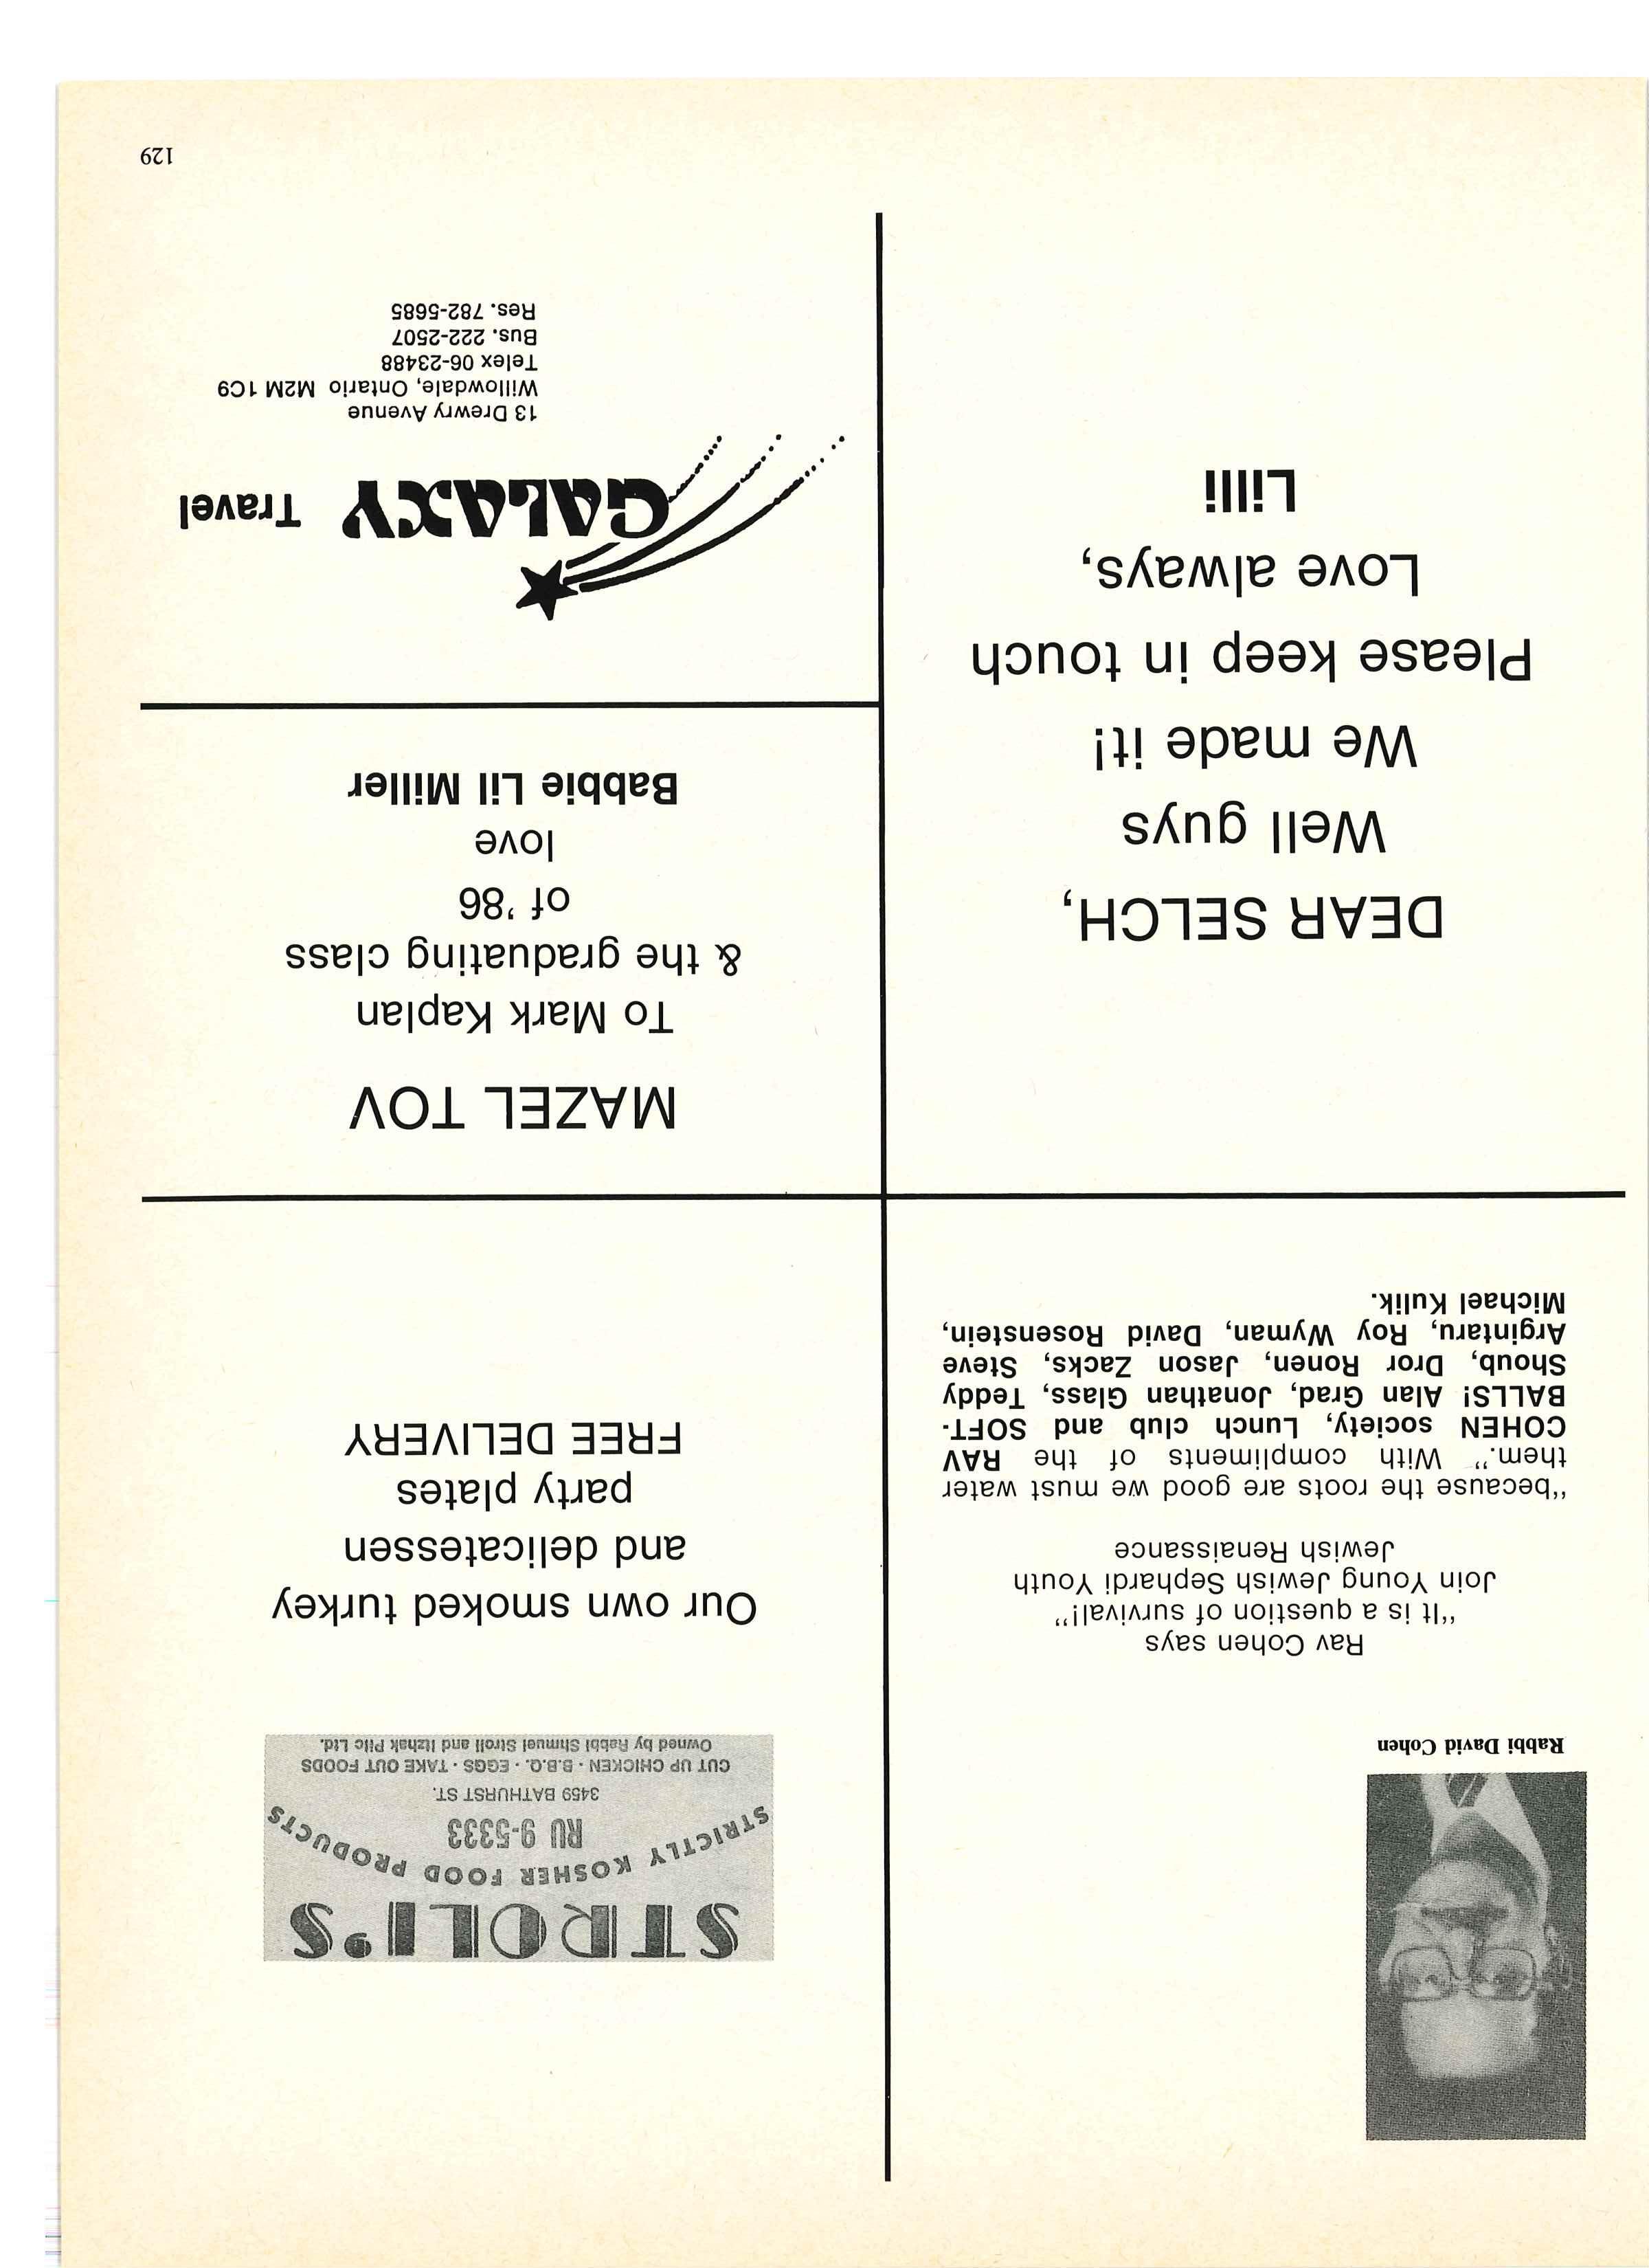 Rabbi David Cohen
Rav Cohen says
“It is a question of survival!”
Join Young Jewish Sephardi Youth
Jewish Renaissance
“because the roots are good we must water
them.” With compliments of the RAV
COHEN society, Lunch club and SOFT-
BALLS! Alan Grad, Jonathan Glass, Teddy
Shoub, Dror Ronen, Jason Zacks, Steve
Argintaru, Roy Wyman, David Rosenstein,
Michael Kulik.
STROLI'S
STRICTLY KOSHER FOOD PRODUCTS
RU 9-5333
3459 BATHURST ST.
CUT UP CHICKEN · B.B.Q. · EGGS · TAKE OUT FOODS
Owned by Rabbi Shmuel Stroli and Itzhak Pilc Ltd.
Our own smoked turkey
and delicatessen
party plates
FREE DELIVERY
DEAR SELCH,
Well guys
We made it!
Please keep in touch
Love always,
Lilli
MAZEL TOV
To Mark Kaplan
& the graduating class
of ’86
love
Babbie Lil Miller
GALAXY Travel
13 Drewry Avenue
Willowdale, Ontario M2M 1C9
Telex 06-23488
Bus. 222-2507
Res. 782-5685
129